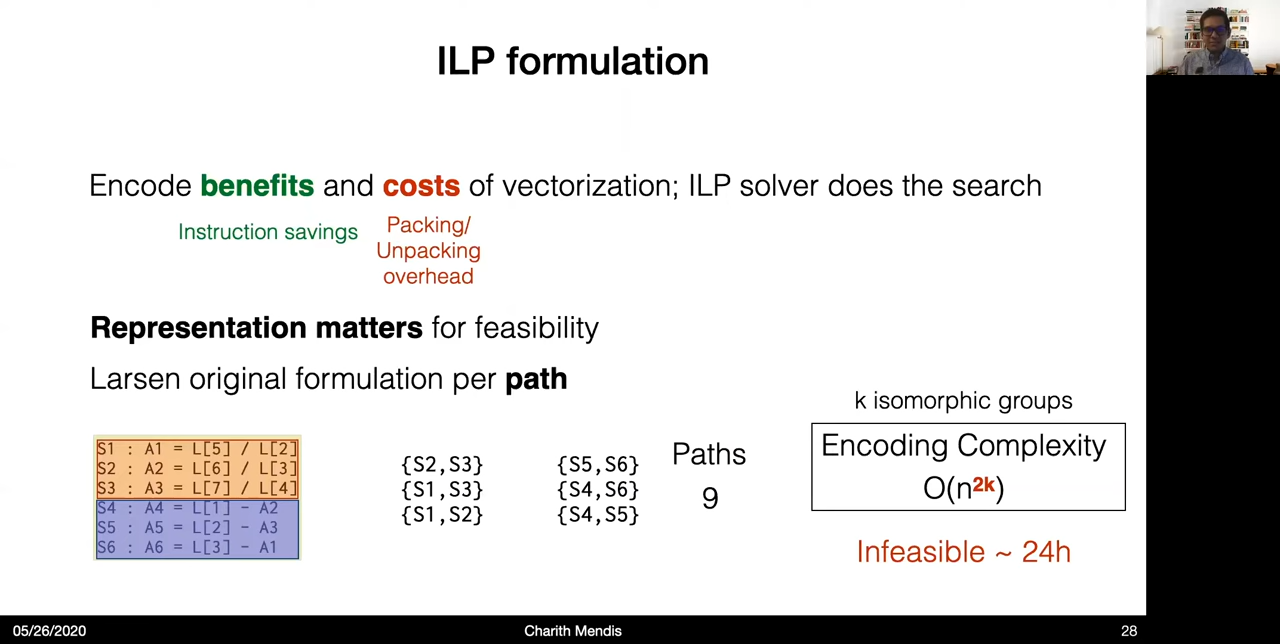 ILP formulation
Encode benefits and costs of vectorization; ILP solver does the search
Instruction savings
Packing/
Unpacking
overhead
Representation matters for feasibility
Larsen original formulation per path
S1 : A1 = L[5] / L[2]
S2 : A2 = L[6] / L[3]
S3 : A3 = L[7] / L[4]
S4 : A4 = L[1] - A2
S5 : A5 = L[2] - A3
S6 : A6 = L[3] - A1
{S2,S3}
{S1,S3}
{S1,S2}
{S5,S6}
{S4,S6}
{S4,S5}
Paths
9
k isomorphic groups
Encoding Complexity
O(n^2k)
Infeasible ~ 24h
05/26/2020
Charith Mendis
28